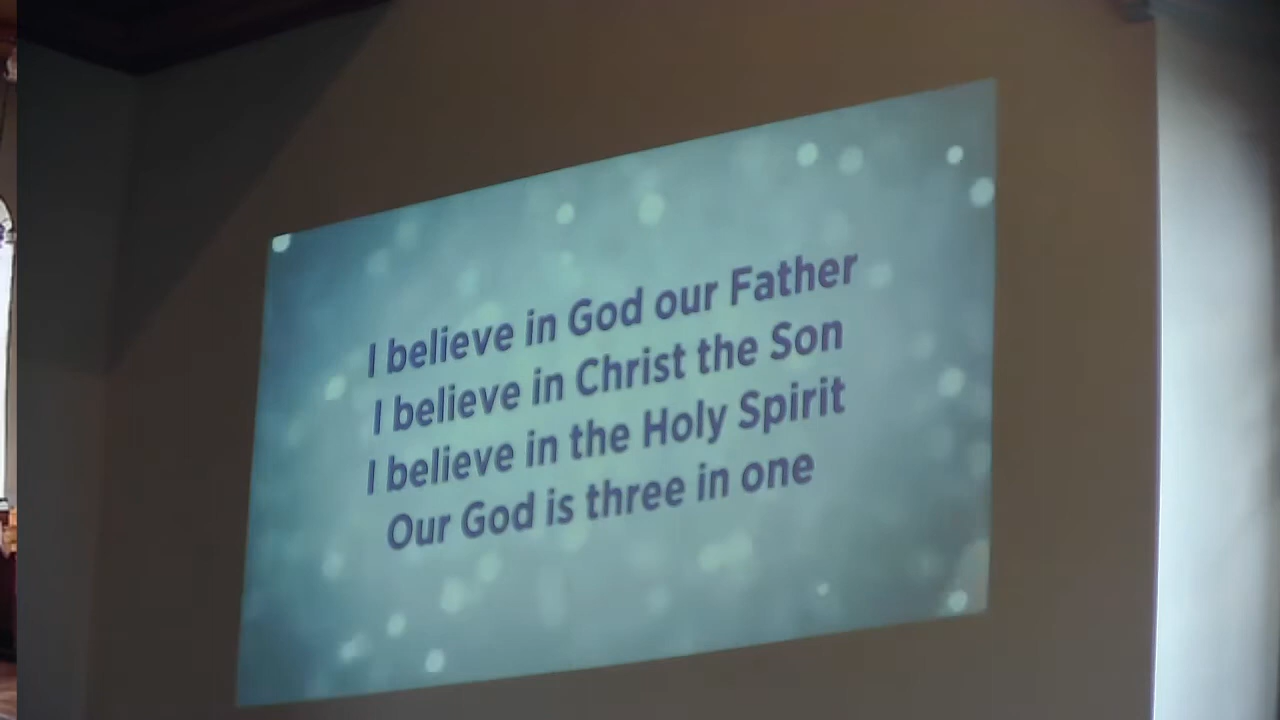 I believe in God our Father
I believe in Christ the Son
I believe in the Holy Spirit
Our God is three in one